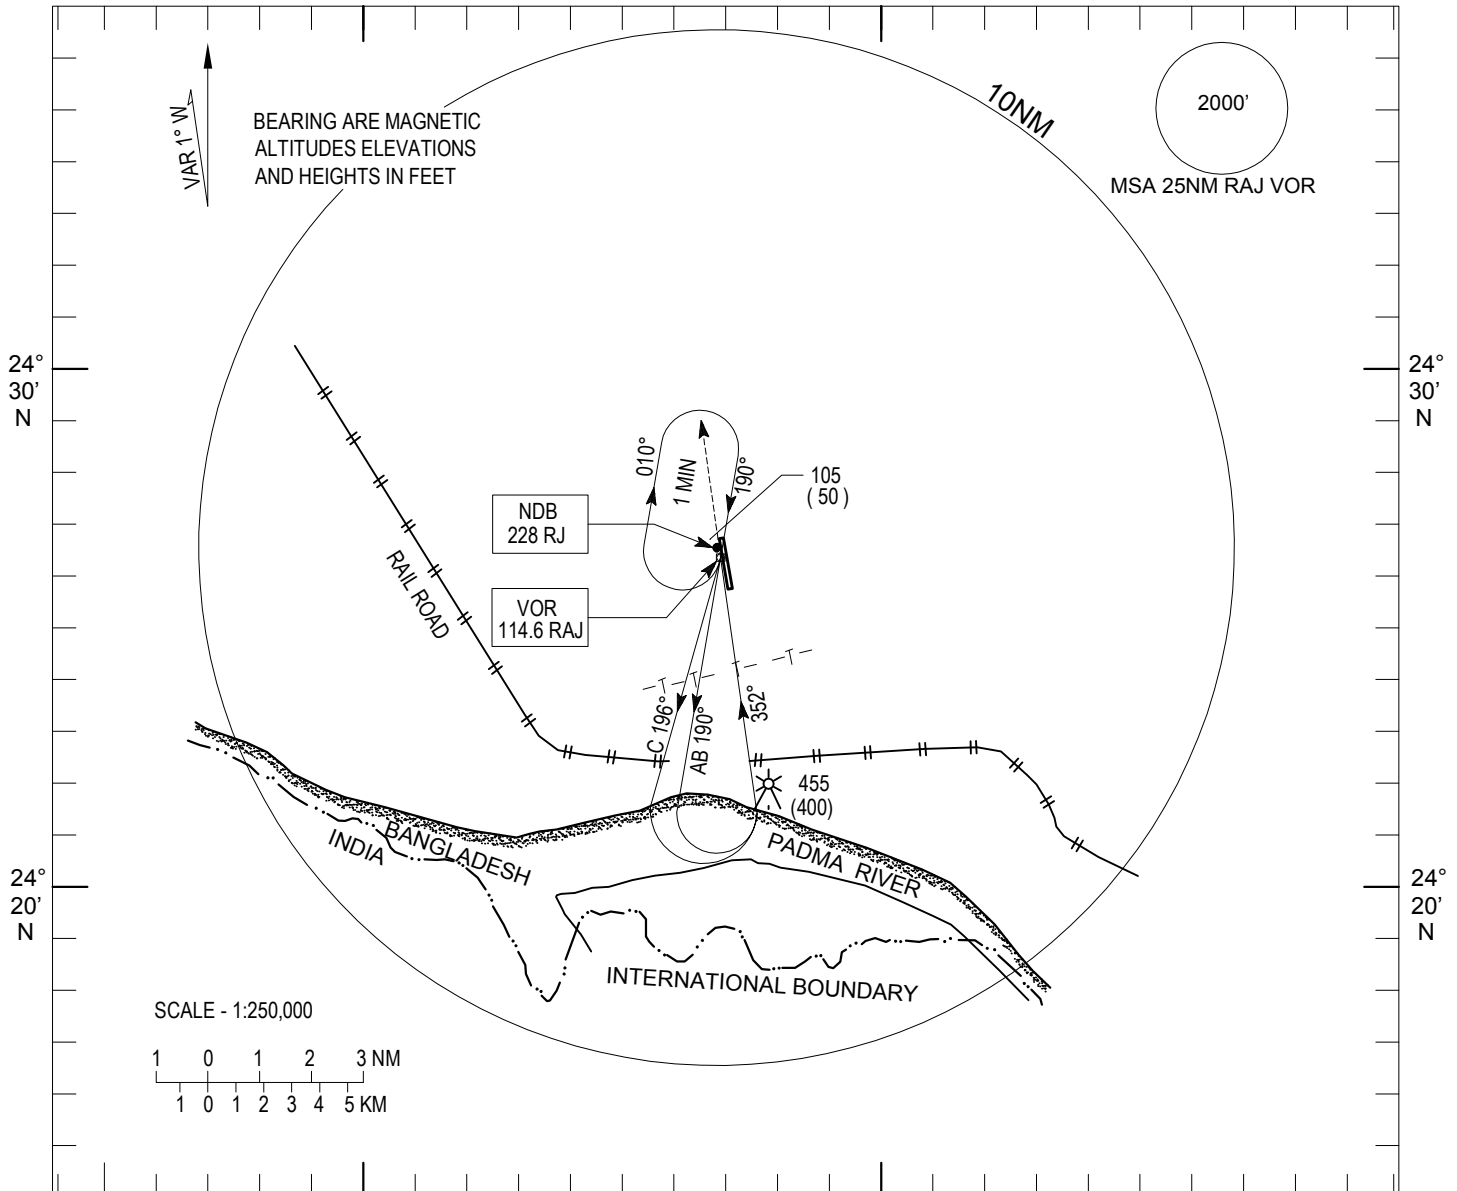 10NM
2000'
MSA 25NM RAJ VOR
VAR 1° W
BEARING ARE MAGNETIC
ALTITUDES ELEVATIONS
AND HEIGHTS IN FEET
24°
30'
N
24°
30'
N
010°
1 MIN
190°
105
( 50 )
NDB
228 RJ
VOR
114.6 RAJ
RAIL ROAD
C 196°
AB 190°
352°
455
(400)
BANGLADESH
INDIA
PADMA RIVER
24°
20'
N
24°
20'
N
INTERNATIONAL BOUNDARY
SCALE - 1:250,000
1 0 1 2 3 NM
1 0 1 2 3 4 5 KM